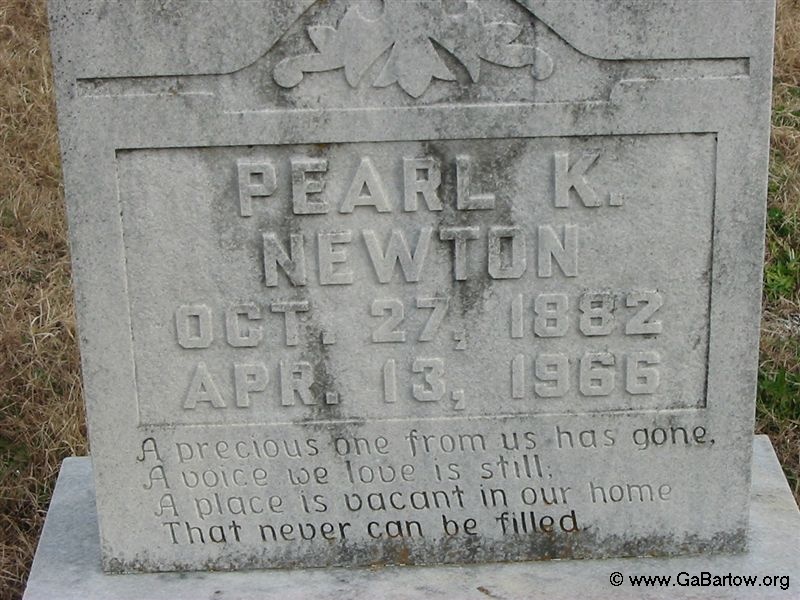 PEARL K.
NEWTON
OCT. 27, 1882
APR. 13, 1966
A precious one from us has gone,
A voice we love is still;
A place is vacant in our home
That never can be filled.
© www.GaBartow.org